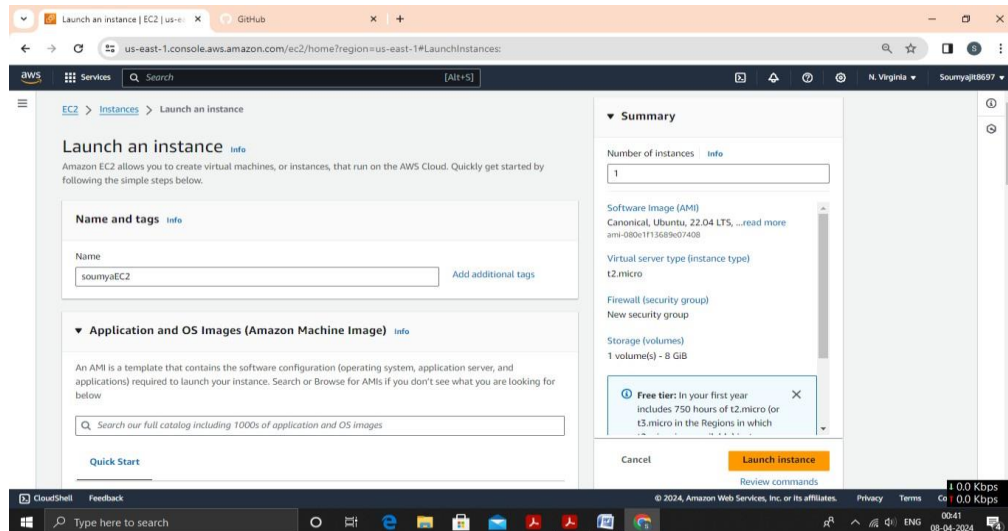 Launch an instance | EC2 | us-e
GitHub
us-east-1.console.aws.amazon.com/ec2/home?region=us-east-1#LaunchInstances:
S
aws
Services
Search
[Alt+S]
N. Virginia
Soumyajit8697
EC2 > Instances > Launch an instance
Launch an instance Info
Amazon EC2 allows you to create virtual machines, or instances, that run on the AWS Cloud. Quickly get started by
following the simple steps below.
Name and tags Info
Name
soumyaEC2
Add additional tags
Application and OS Images (Amazon Machine Image) Info
An AMI is a template that contains the software configuration (operating system, application server, and
applications) required to launch your instance. Search or Browse for AMIs if you don't see what you are looking for
below
Search our full catalog including 1000s of application and OS images
Quick Start
Summary
Number of instances Info
1
Software Image (AMI)
Canonical, Ubuntu, 22.04 LTS, ...read more
ami-080e1f13689e07408
Virtual server type (instance type)
t2.micro
Firewall (security group)
New security group
Storage (volumes)
1 volume(s) - 8 GiB
Free tier: In your first year
includes 750 hours of t2.micro (or
t3.micro in the Regions in which
Cancel
Launch instance
Review commands
CloudShell
Feedback
© 2024, Amazon Web Services, Inc. or its affiliates.
Privacy
Terms
0.0 Kbps
0.0 Kbps
Type here to search
ENG
00:41
08-04-2024